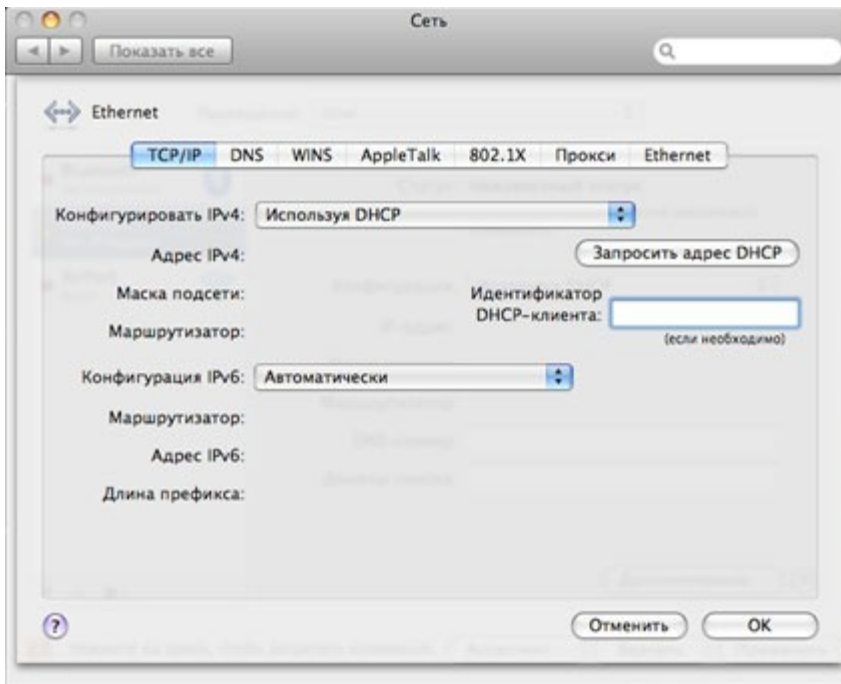 Сеть
Показать все
Ethernet
TCP/IP DNS WINS AppleTalk 802.1X Прокси Ethernet
Конфигурировать IPv4: Используя DHCP
Адрес IPv4: Запросить адрес DHCP
Маска подсети: Идентификатор
DHCP-клиента:
Маршрутизатор: (если необходимо)
Конфигурация IPv6: Автоматически
Маршрутизатор:
Адрес IPv6:
Длина префикса:
? Отменить OK